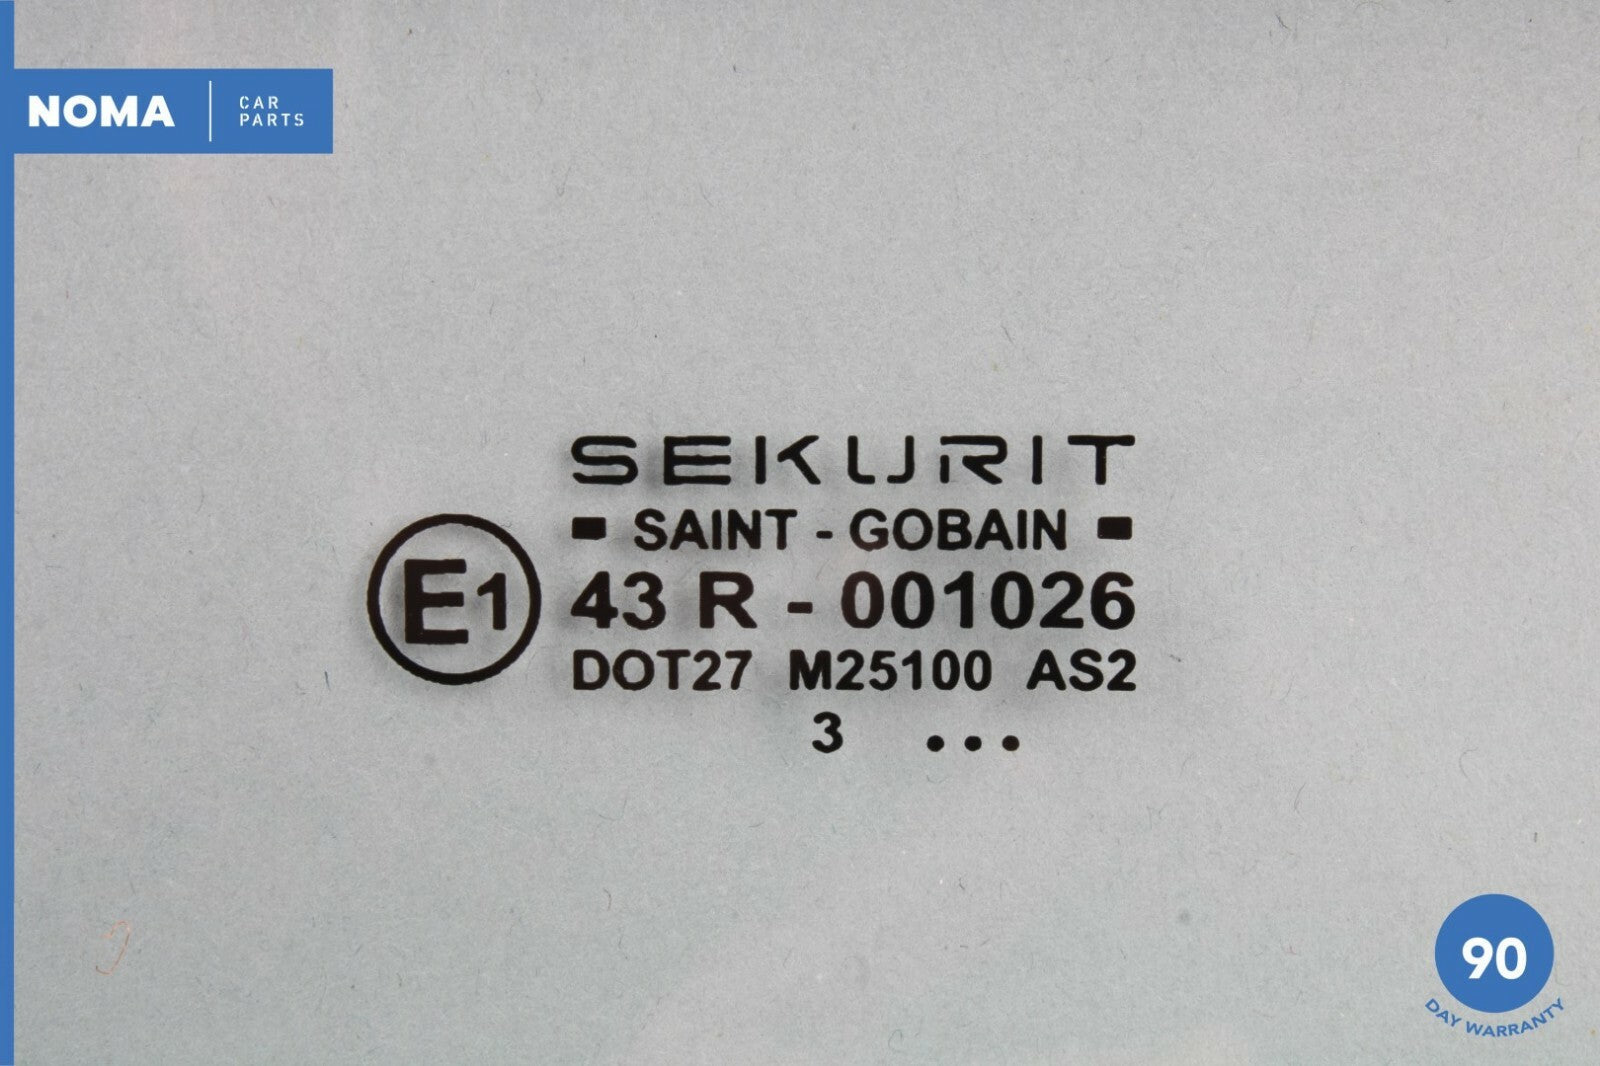 NOMA
CAR
PARTS
SEKURIT
SAINT - GOBAIN
E1
43 R - 001026
DOT27 M25100 AS2
3 ...
90
DAY WARRANTY